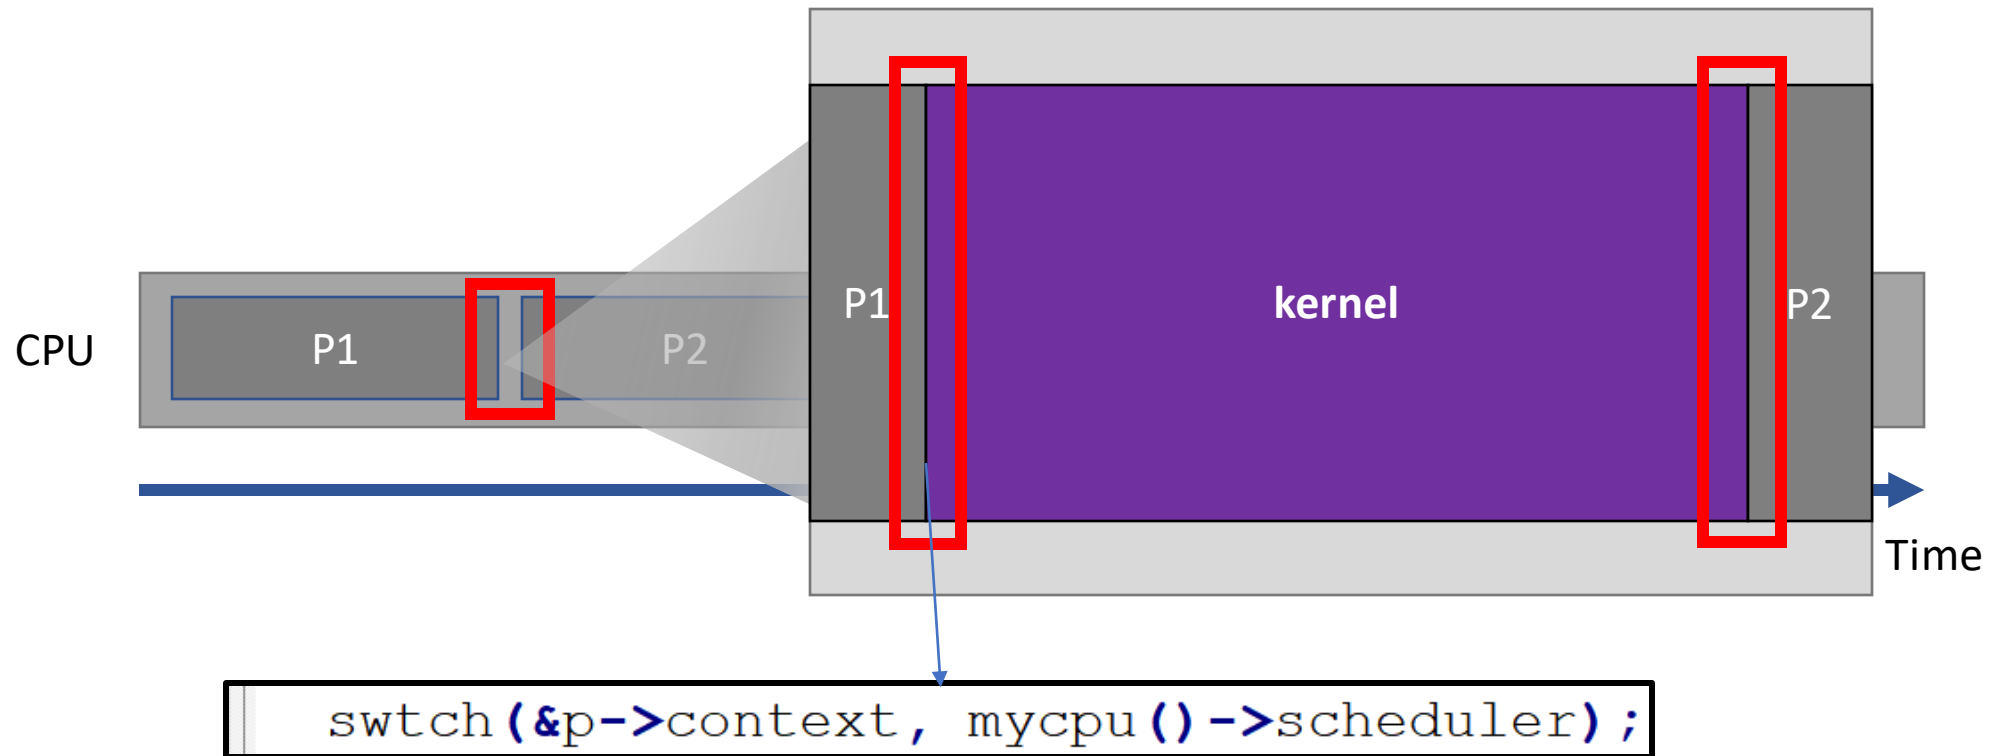 CPU
P1
P2
P1
kernel
P2
Time
swtch(&p->context, mycpu()->scheduler);